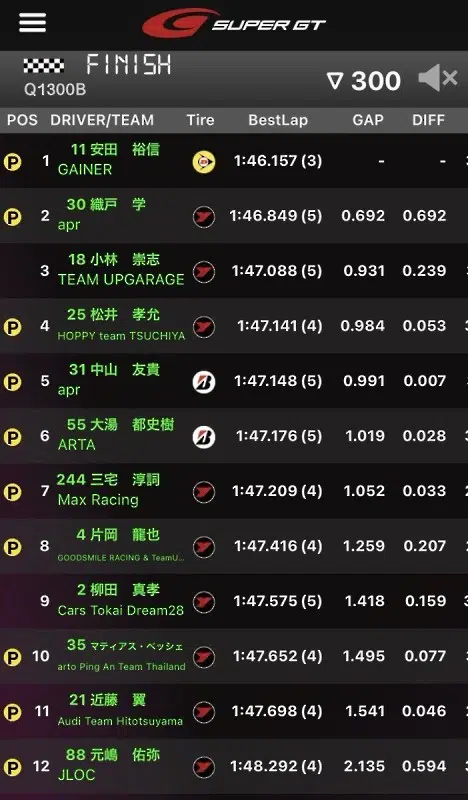 SUPER GT
FINISH
Q1300B
▽ 300
POS DRIVER/TEAM Tire BestLap GAP DIFF
P 1 11 安田 裕信 1:46.157 (3) - -
GAINER
P 2 30 織戸 学 1:46.849 (5) 0.692 0.692
apr
3 18 小林 崇志 1:47.088 (5) 0.931 0.239
TEAM UPGARAGE
P 4 25 松井 孝允 1:47.141 (4) 0.984 0.053
HOPPY team TSUCHIYA
P 5 31 中山 友貴 1:47.148 (5) 0.991 0.007
apr
P 6 55 大湯 都史樹 1:47.176 (5) 1.019 0.028
ARTA
P 7 244 三宅 淳詞 1:47.209 (4) 1.052 0.033
Max Racing
P 8 4 片岡 龍也 1:47.416 (4) 1.259 0.207
GOODSMILE RACING & TeamU...
9 2 柳田 真孝 1:47.575 (5) 1.418 0.159
Cars Tokai Dream28
P 10 35 マティアス・ベッシェ 1:47.652 (4) 1.495 0.077
arto Ping An Team Thailand
P 11 21 近藤 翼 1:47.698 (4) 1.541 0.046
Audi Team Hitotsuyama
P 12 88 元嶋 佑弥 1:48.292 (4) 2.135 0.594
JLOC